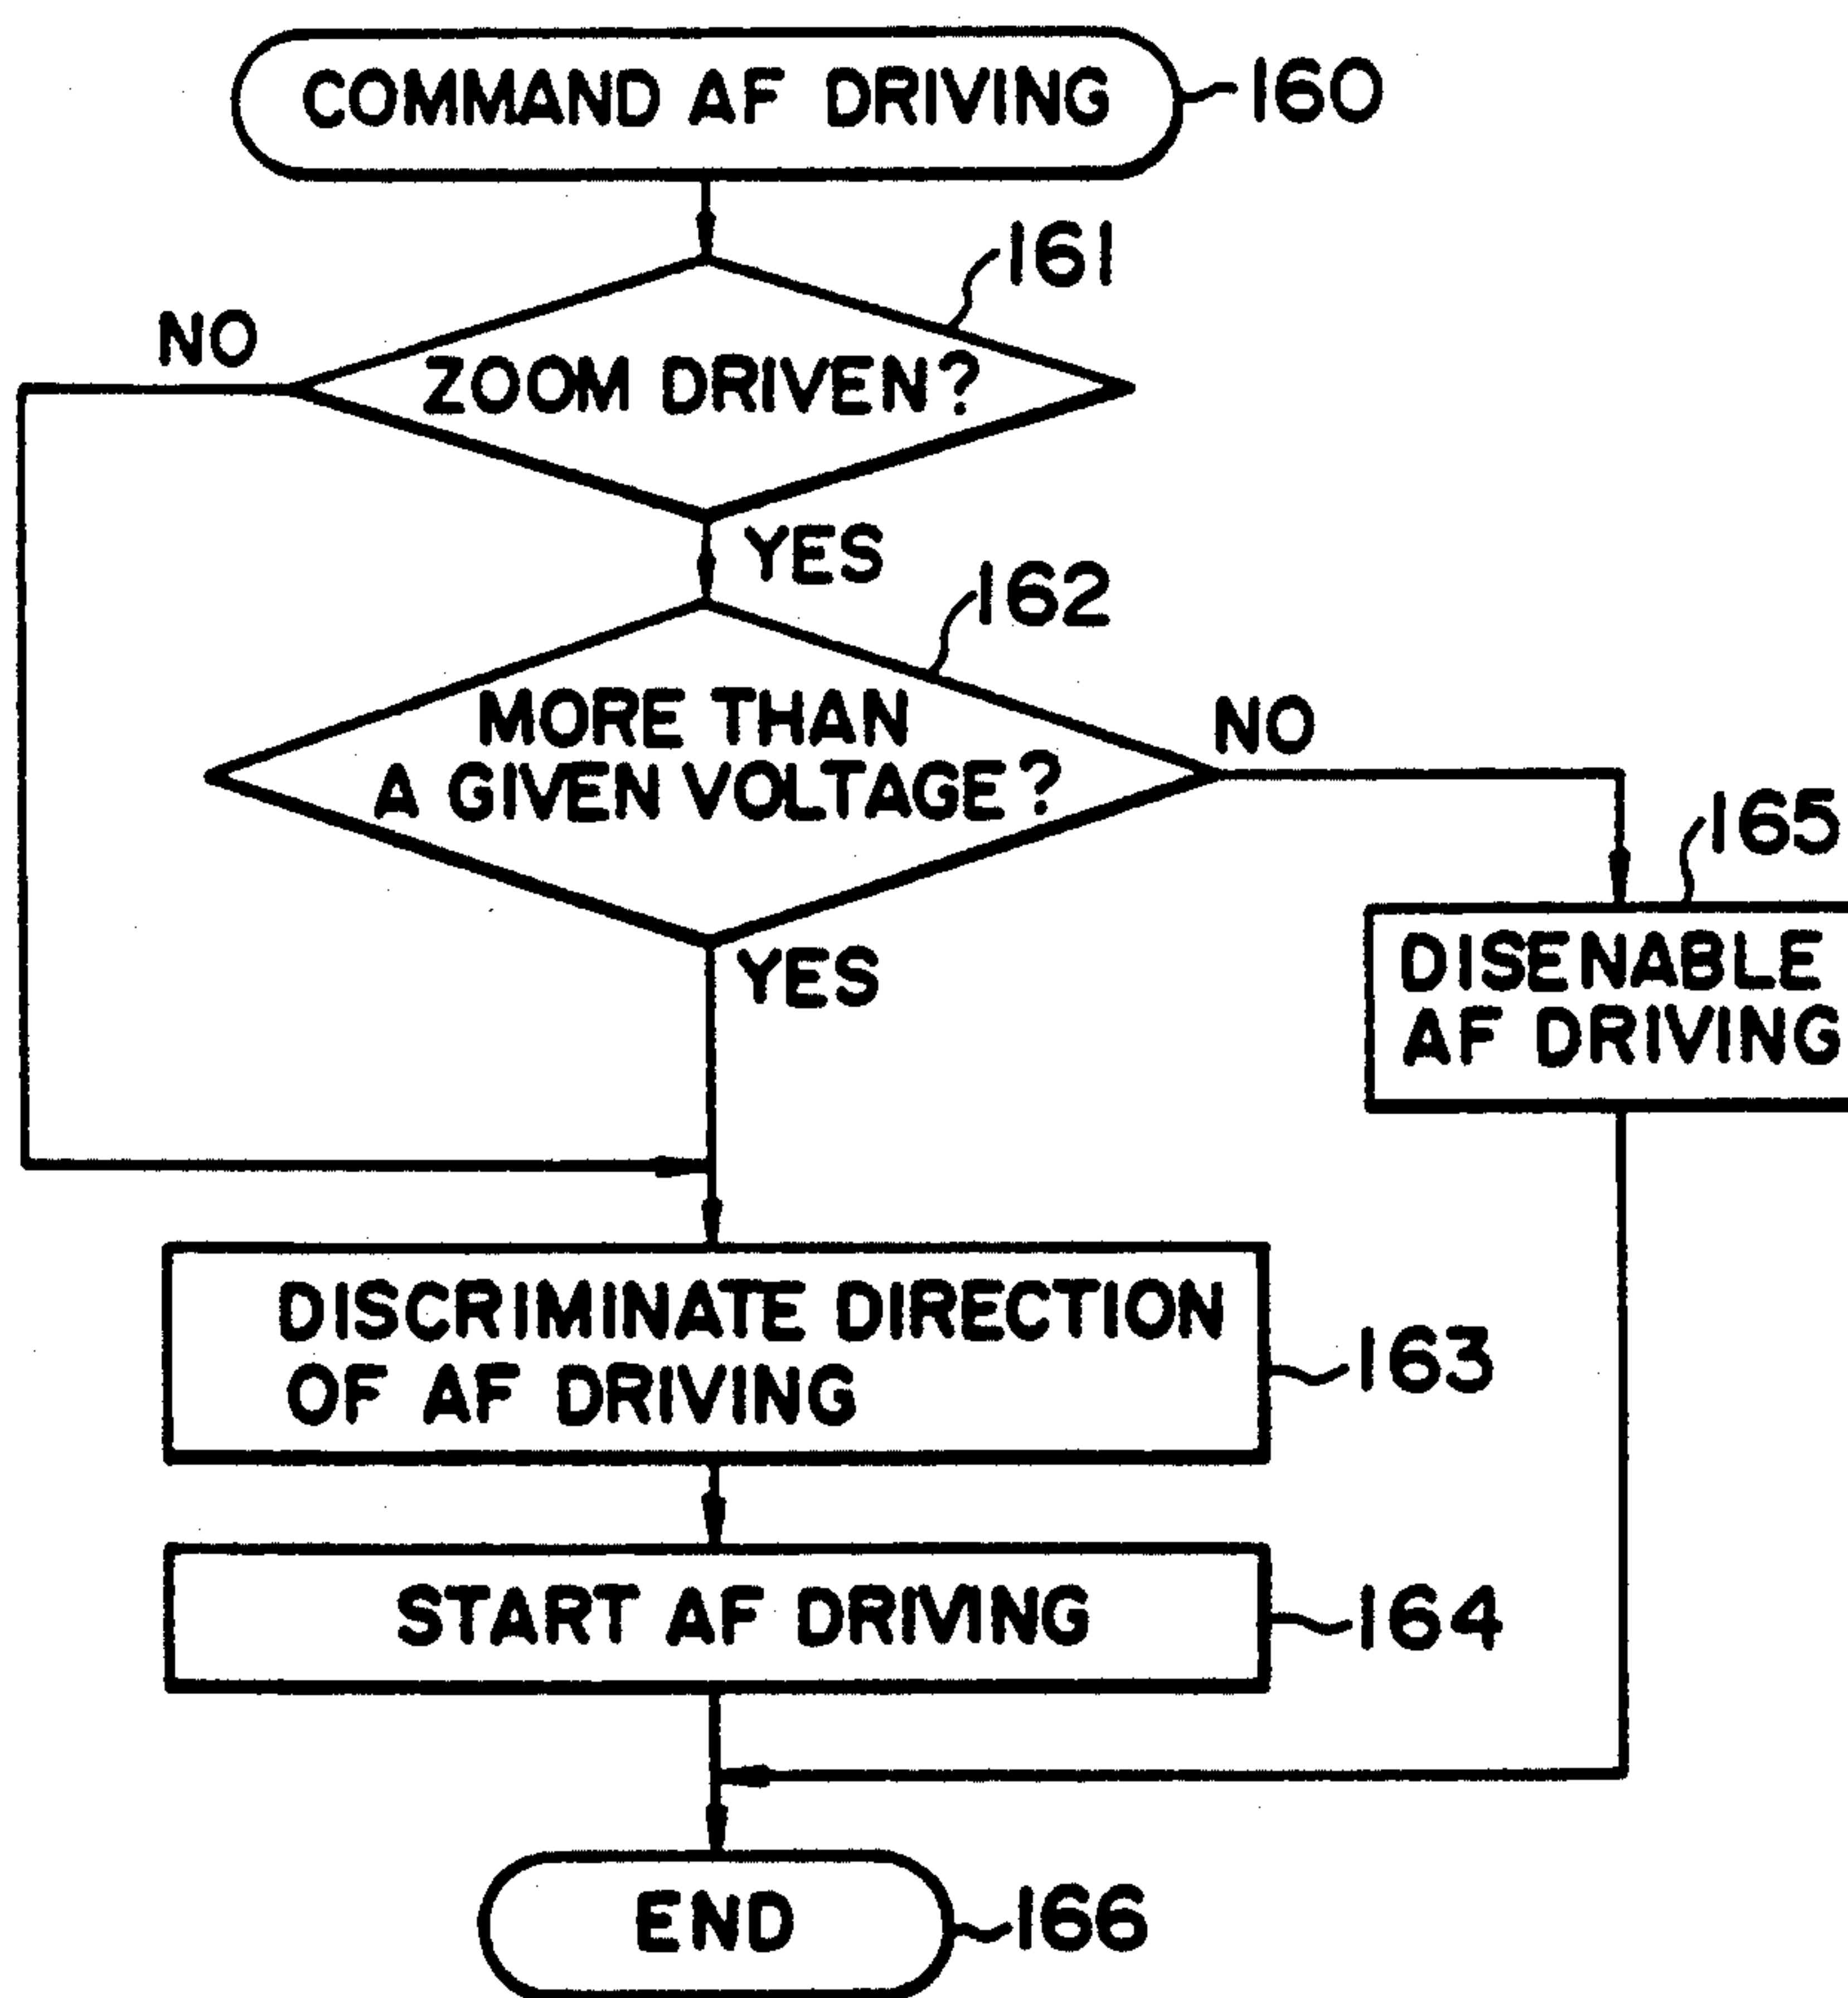 COMMAND AF DRIVING
160
161
NO
ZOOM DRIVEN?
YES
162
MORE THAN
A GIVEN VOLTAGE?
NO
165
YES
DISENABLE
AF DRIVING
DISCRIMINATE DIRECTION
OF AF DRIVING
163
START AF DRIVING
164
END
166